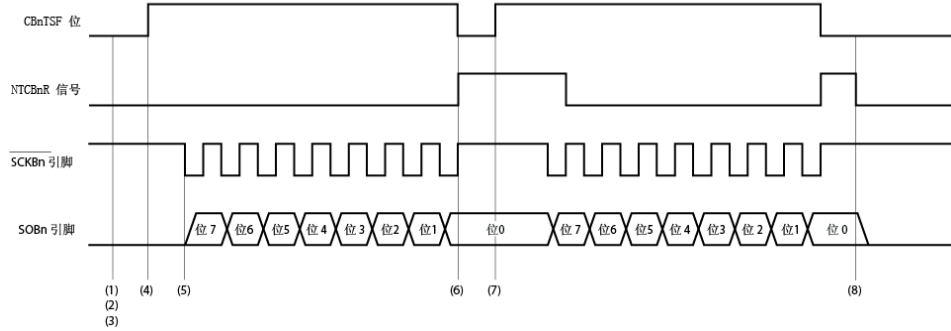 CBnTSF 位
NTCBnR 信号
SCKBn 引脚
SOBn 引脚 位 7 位6 位5 位 4 位 3 位2 位1 位0 位 7 位6 位5 位 4 位3 位2 位1 位 0
(1) (4) (5) (6) (7) (8)
(2)
(3)